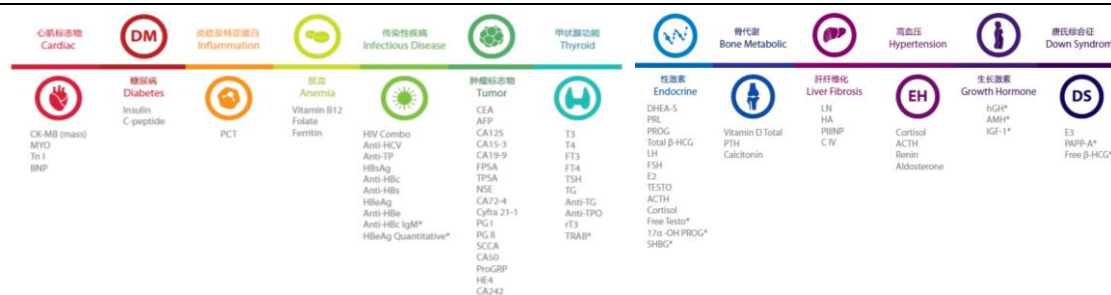 心肌标志物
Cardiac
CK-MB (mass)
MYO
Tn I
BNP
DM
糖尿病
Diabetes
Insulin
C-peptide
炎症及特定蛋白
Inflammation
PCT
贫血
Anemia
Vitamin B12
Folate
Ferritin
传染性疾病
Infectious Disease
HIV Combo
Anti-HCV
Anti-TP
HBsAg
Anti-HBc
Anti-HBs
HBeAg
Anti-HBe
Anti-HBc IgM*
HBeAg Quantitative*
肿瘤标志物
Tumor
CEA
AFP
CA125
CA15-3
CA19-9
FPSA
TPSA
NSE
CA72-4
Cyfra 21-1
PG I
PG II
SCCA
CA50
ProGRP
HE4
CA242
甲状腺功能
Thyroid
T3
T4
FT3
FT4
TSH
TG
Anti-TG
Anti-TPO
rT3
TRAB*
性激素
Endocrine
DHEA-S
PRL
PROG
Total β-HCG
LH
FSH
E2
TESTO
ACTH
Cortisol
Free Testo*
17α -OH PROG*
SHBG*
骨代谢
Bone Metabolic
Vitamin D Total
PTH
Calcitonin
肝纤维化
Liver Fibrosis
LN
HA
PIIINP
C IV
高血压
Hypertension
EH
Cortisol
ACTH
Renin
Aldosterone
生长激素
Growth Hormone
hGH*
AMH*
IGF-1*
唐氏综合征
Down Syndrom
DS
E3
PAPP-A*
Free β-HCG*